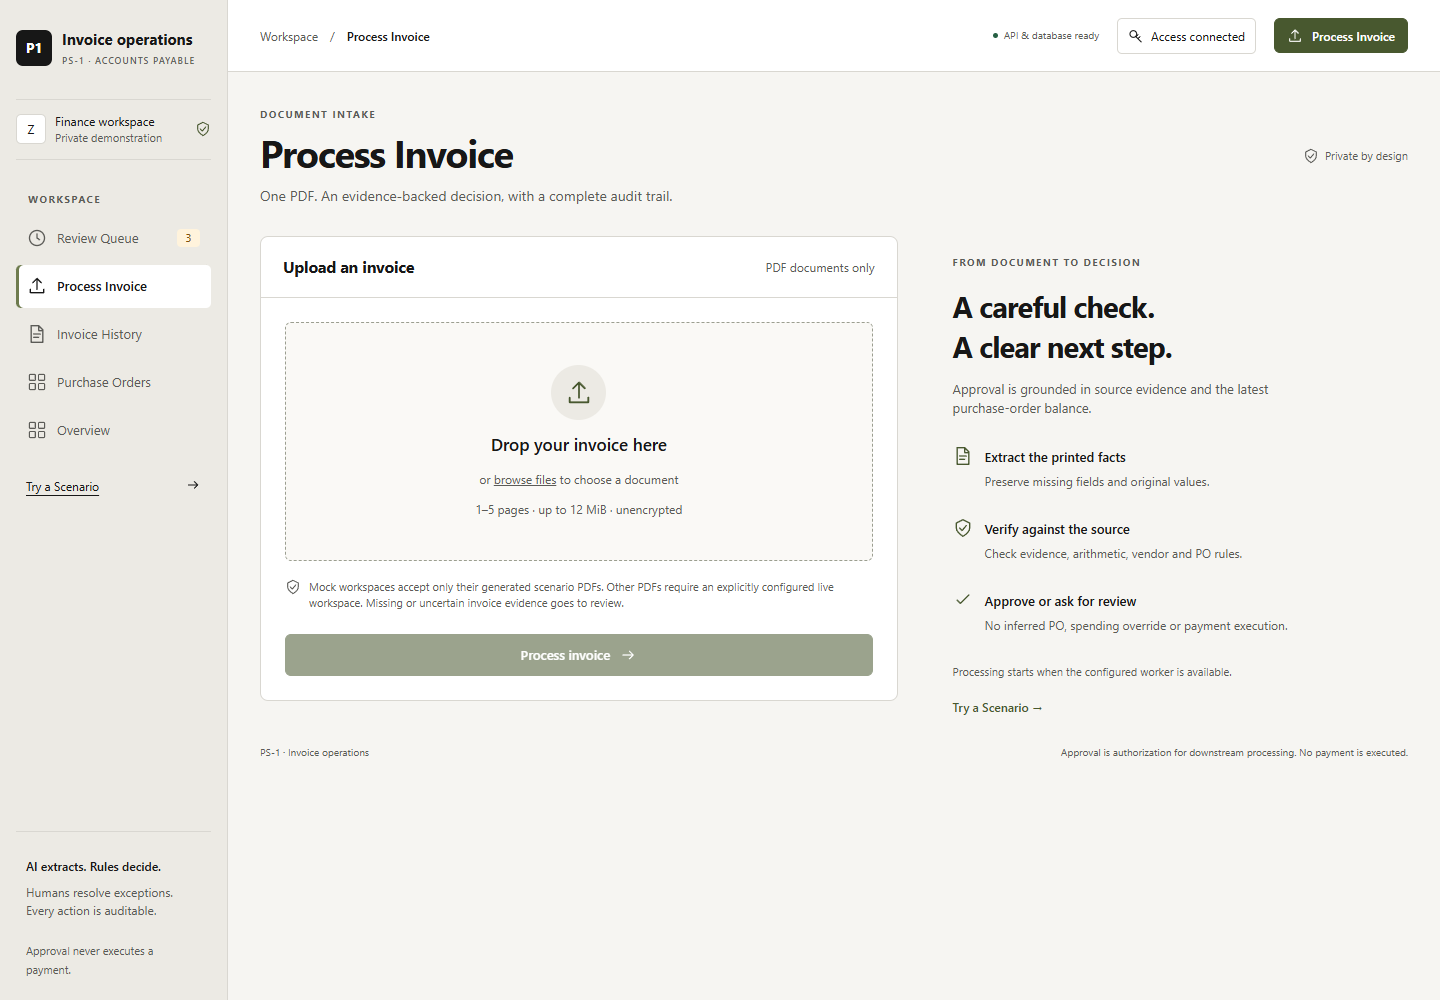 P1
Invoice operations
PS-1 · ACCOUNTS PAYABLE
Z
Finance workspace
Private demonstration
WORKSPACE
Review Queue 3
Process Invoice
Invoice History
Purchase Orders
Overview
Try a Scenario →
AI extracts. Rules decide.
Humans resolve exceptions.
Every action is auditable.
Approval never executes a
payment.
Workspace / Process Invoice
API & database ready
Access connected
Process Invoice
DOCUMENT INTAKE
Process Invoice
One PDF. An evidence-backed decision, with a complete audit trail.
Private by design
Upload an invoice
PDF documents only
Drop your invoice here
or browse files to choose a document
1–5 pages · up to 12 MiB · unencrypted
Mock workspaces accept only their generated scenario PDFs. Other PDFs require an explicitly configured live
workspace. Missing or uncertain invoice evidence goes to review.
Process invoice →
FROM DOCUMENT TO DECISION
A careful check.
A clear next step.
Approval is grounded in source evidence and the latest
purchase-order balance.
Extract the printed facts
Preserve missing fields and original values.
Verify against the source
Check evidence, arithmetic, vendor and PO rules.
Approve or ask for review
No inferred PO, spending override or payment execution.
Processing starts when the configured worker is available.
Try a Scenario →
PS-1 · Invoice operations
Approval is authorization for downstream processing. No payment is executed.